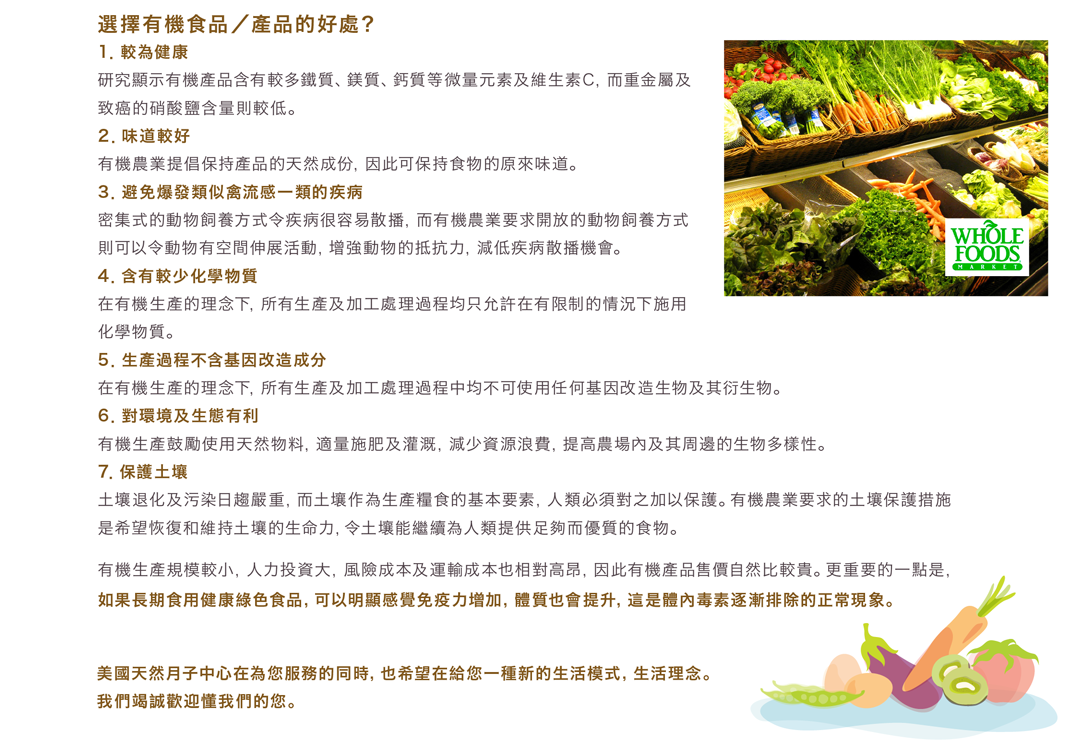 選擇有機食品／產品的好處？
1. 較為健康
研究顯示有機產品含有較多鐵質、鎂質、鈣質等微量元素及維生素C, 而重金屬及
致癌的硝酸鹽含量則較低。
2. 味道較好
有機農業提倡保持產品的天然成份, 因此可保持食物的原來味道。
3. 避免爆發類似禽流感一類的疾病
密集式的動物飼養方式令疾病很容易散播, 而有機農業要求開放的動物飼養方式
則可以令動物有空間伸展活動, 增強動物的抵抗力, 減低疾病散播機會。
4. 含有較少化學物質
在有機生產的理念下, 所有生產及加工處理過程均只允許在有限制的情況下施用
化學物質。
5. 生產過程不含基因改造成分
在有機生產的理念下, 所有生產及加工處理過程中均不可使用任何基因改造生物及其衍生物。
6. 對環境及生態有利
有機生產鼓勵使用天然物料, 適量施肥及灌溉, 減少資源浪費, 提高農場內及其周邊的生物多樣性。
7. 保護土壤
土壤退化及污染日趨嚴重, 而土壤作為生產糧食的基本要素, 人類必須對之加以保護。有機農業要求的土壤保護措施
是希望恢復和維持土壤的生命力, 令土壤能繼續為人類提供足夠而優質的食物。
有機生產規模較小, 人力投資大, 風險成本及運輸成本也相對高昂, 因此有機產品售價自然比較貴。更重要的一點是,
如果長期食用健康綠色食品, 可以明顯感覺免疫力增加, 體質也會提升, 這是體內毒素逐漸排除的正常現象。
美國天然月子中心在為您服務的同時, 也希望在給您一種新的生活模式, 生活理念。
我們竭誠歡迎懂我們的您。
WHOLE
FOODS
MARKET